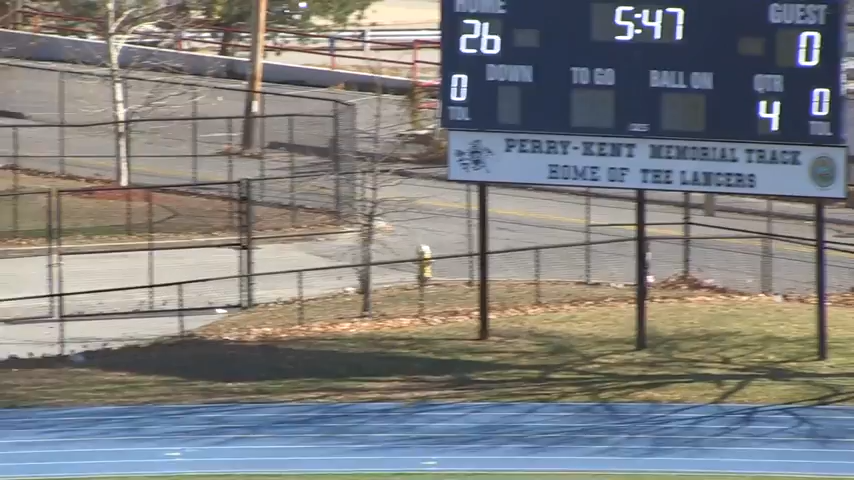 HOME 5:47 GUEST
26 0
DOWN TO GO BALL ON QTR
0 4 0
TOL TOL
PERRY-KENT MEMORIAL TRACK
HOME OF THE LANCERS